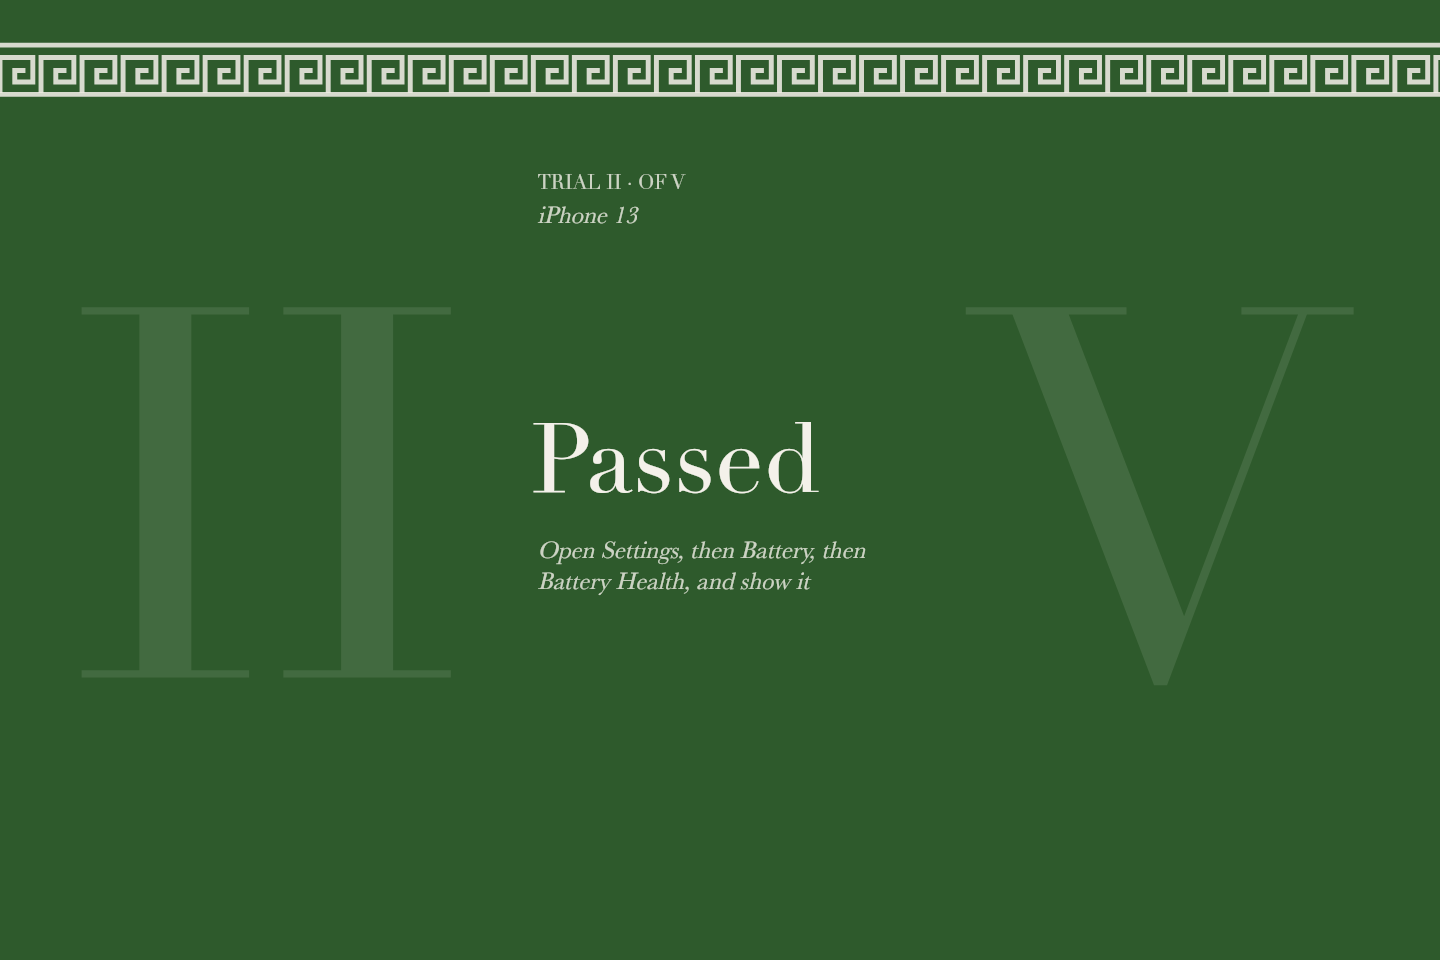 TRIAL II · OF V
iPhone 13
II V
Passed
Open Settings, then Battery, then
Battery Health, and show it